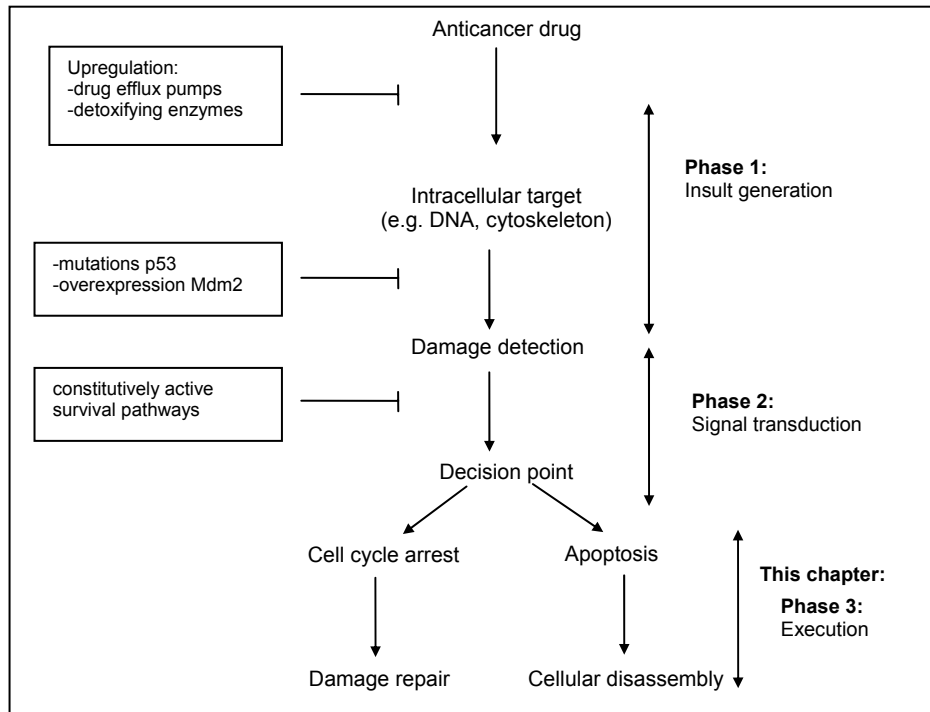 Anticancer drug
Upregulation:
-drug efflux pumps
-detoxifying enzymes
Phase 1:
Insult generation
Intracellular target
(e.g. DNA, cytoskeleton)
-mutations p53
-overexpression Mdm2
Damage detection
constitutively active
survival pathways
Phase 2:
Signal transduction
Decision point
Cell cycle arrest
Apoptosis
This chapter:
Phase 3:
Execution
Damage repair
Cellular disassembly